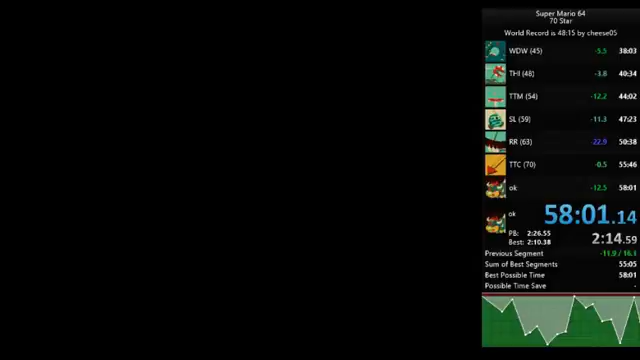 Super Mario 64
70 Star
World Record is 48:15 by cheese05
WDW (45) -5.5 38:03
THI (48) -3.8 40:34
TTM (54) -12.2 44:02
SL (59) -11.3 47:23
RR (63) -22.9 50:38
TTC (70) -0.5 55:46
ok -12.5 58:01
ok 58:01.14
PB: 2:26.55
Best: 2:10.38 2:14.59
Previous Segment -11.9 / 16.1
Sum of Best Segments 55:05
Best Possible Time 58:01
Possible Time Save -